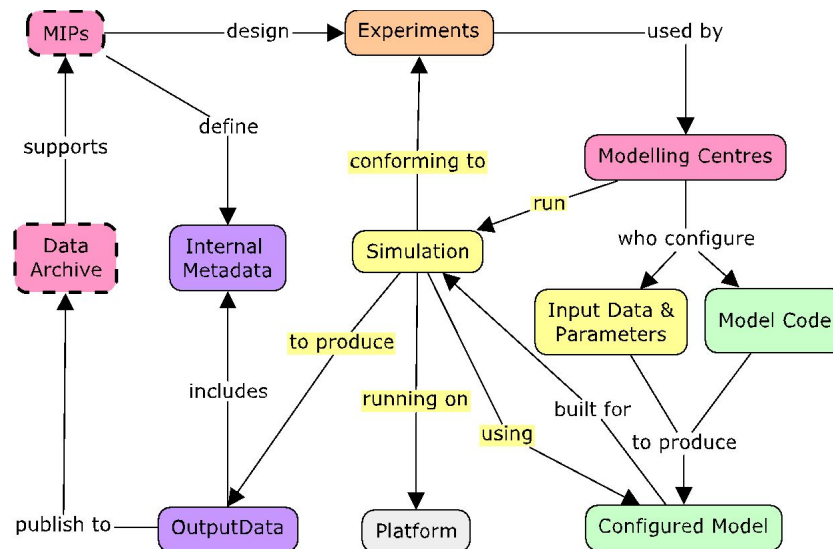 MIPs
design
Experiments
used by
supports
define
conforming to
Modelling Centres
run
Data
Archive
Internal
Metadata
Simulation
who configure
Input Data &
Parameters
Model Code
to produce
includes
running on
built for
using
to produce
publish to
OutputData
Platform
Configured Model